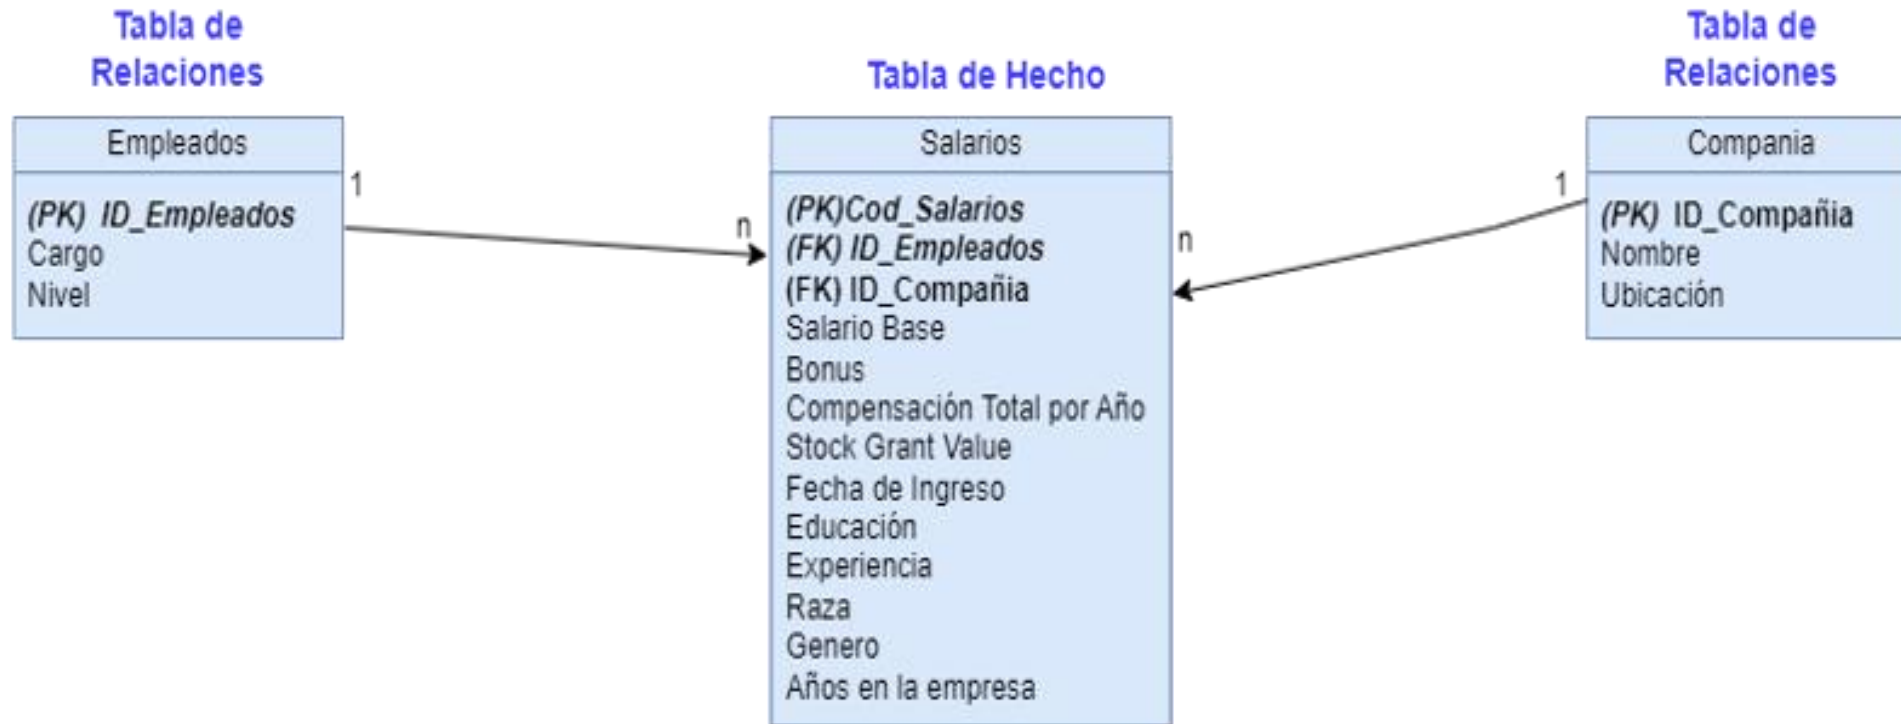 Tabla de
Relaciones
Empleados
(PK) ID_Empleados
Cargo
Nivel
1
n
Tabla de Hecho
Salarios
(PK)Cod_Salarios
(FK) ID_Empleados
(FK) ID_Compañia
Salario Base
Bonus
Compensación Total por Año
Stock Grant Value
Fecha de Ingreso
Educación
Experiencia
Raza
Genero
Años en la empresa
n
1
Tabla de
Relaciones
Compania
(PK) ID_Compañia
Nombre
Ubicación